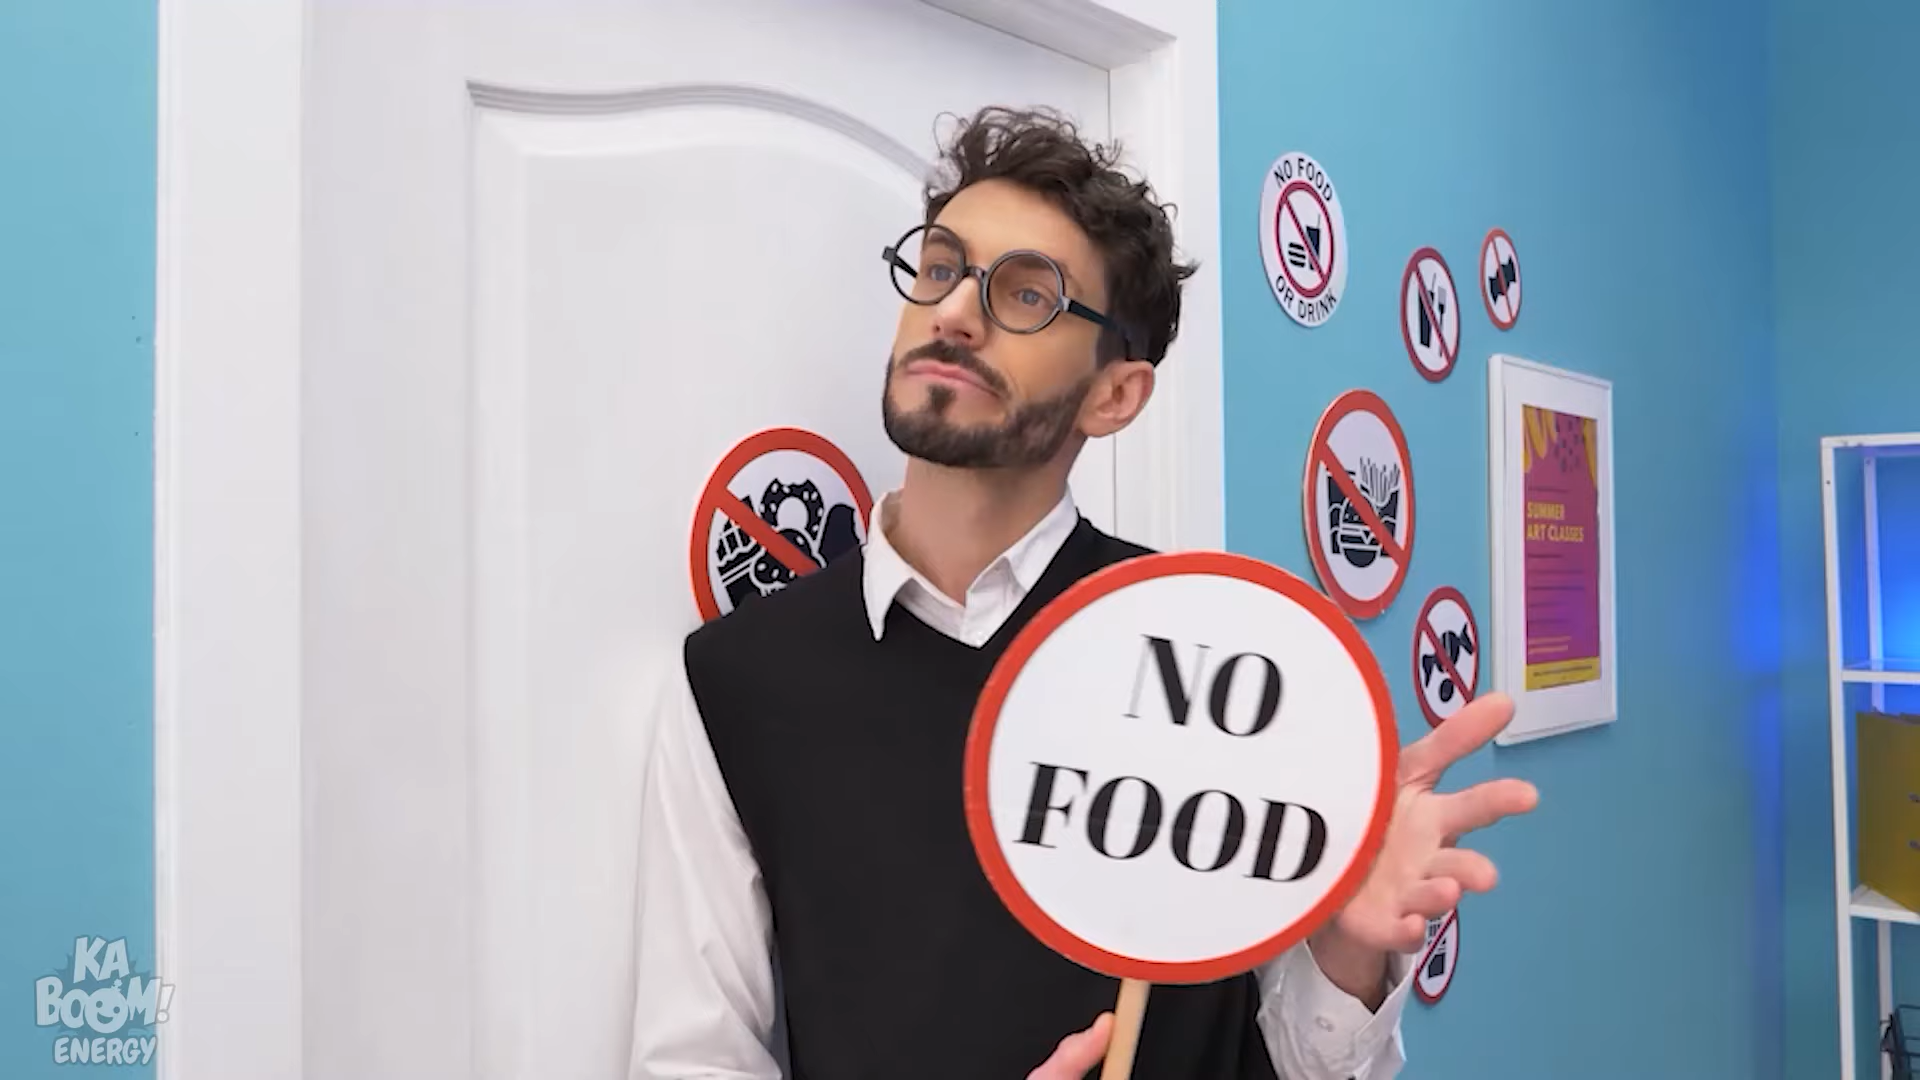 NO FOOD
OR DRINK
SUMMER
ART CLASSES
NO
FOOD
KA
BOOM!
ENERGY